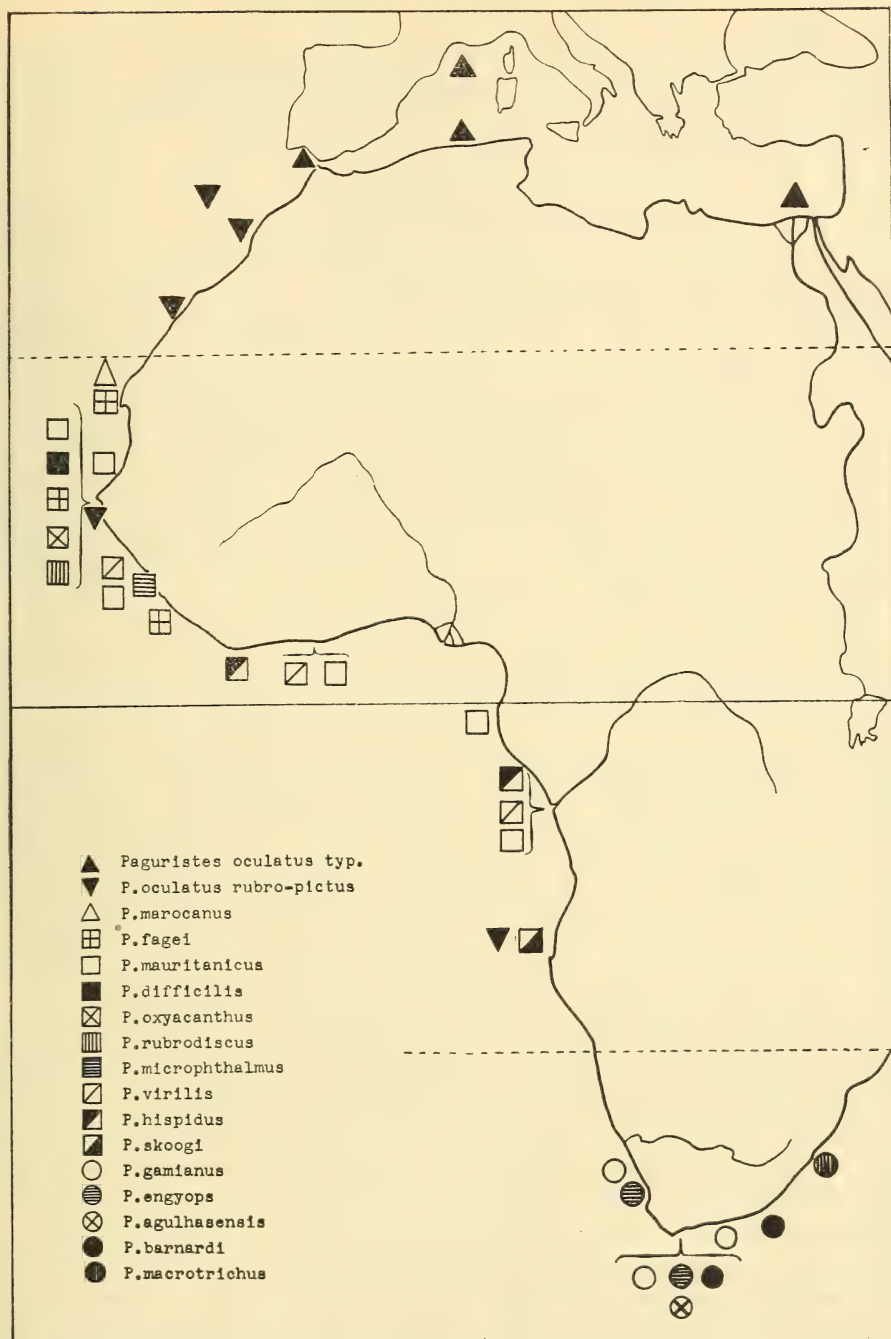 Paguristes oculatus typ.
P.oculatus rubro-pictus
P.marocanus
P.fagei
P.mauritanicus
P.difficilis
P.oxyacanthus
P.rubrodiscus
P.microphthalmus
P.virilis
P.hispidus
P.skoogi
P.gamianus
P.engyops
P.agulhasensis
P.barnardi
P.macrotrichus